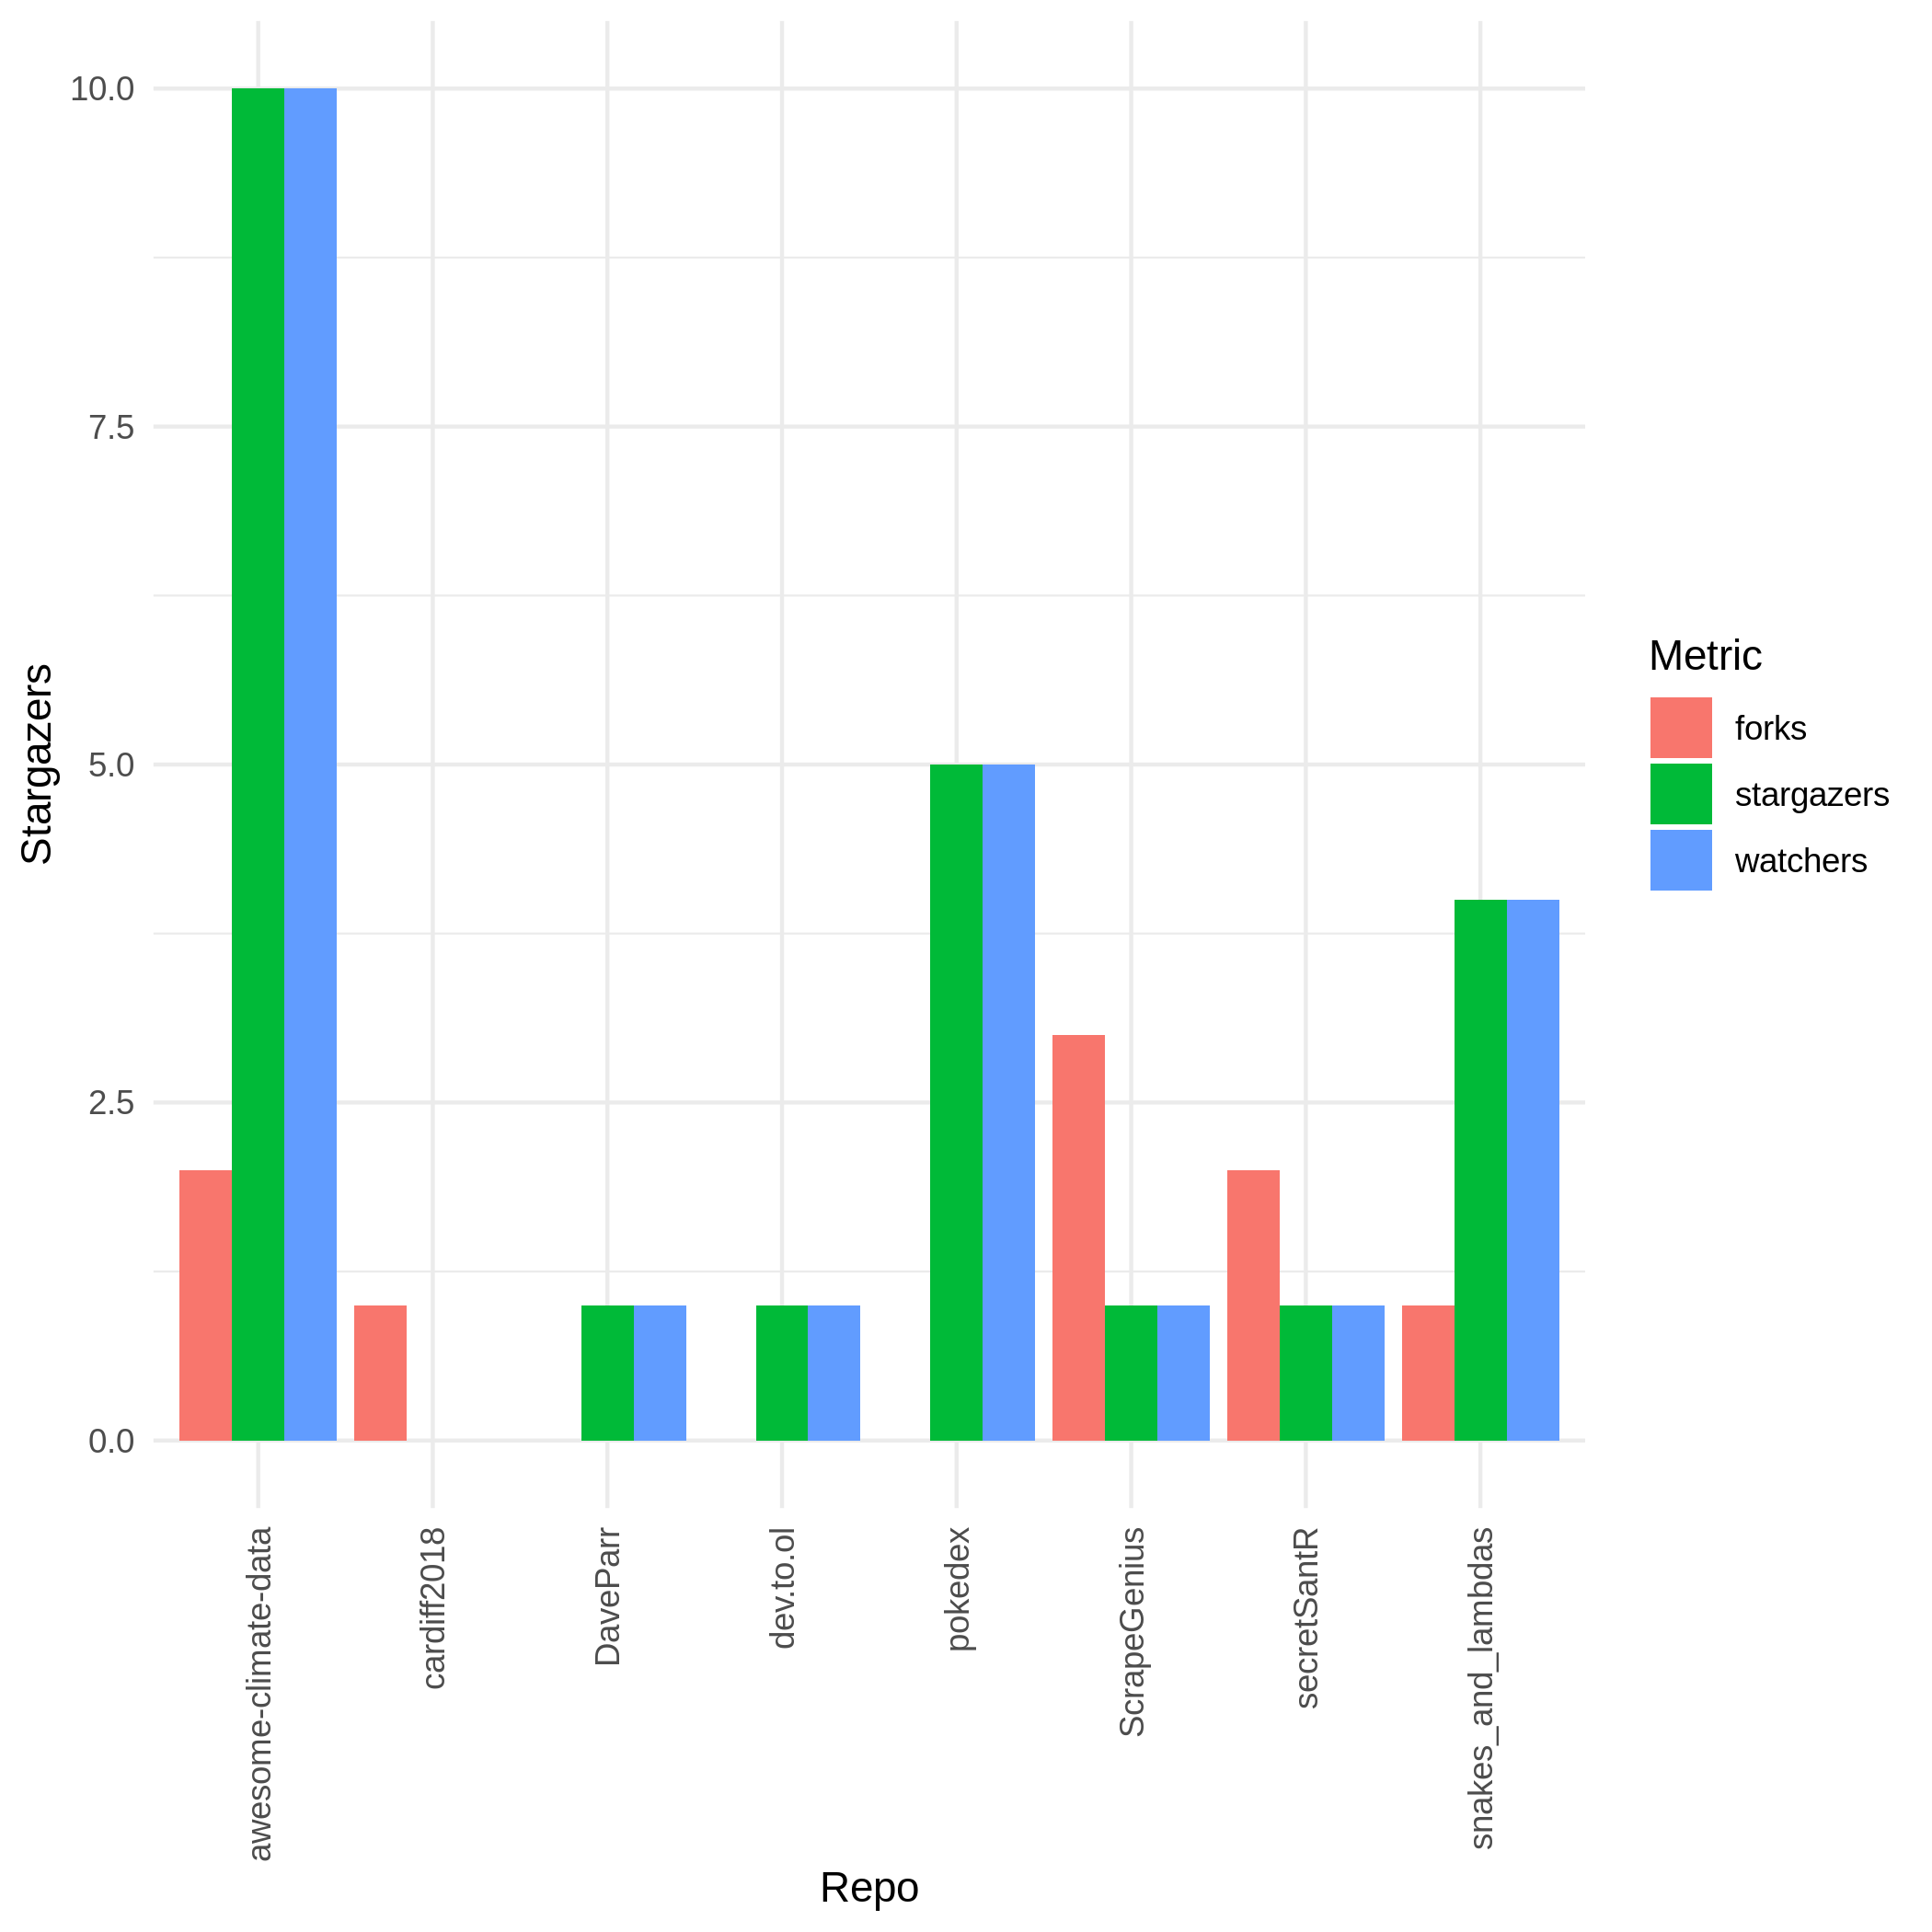 10.0
7.5
5.0
2.5
0.0
Stargazers
awesome-climate-data
cardiff2018
DaveParr
dev.to.ol
pokedex
ScrapeGenius
secretSantR
snakes_and_lambdas
Repo
Metric
forks
stargazers
watchers